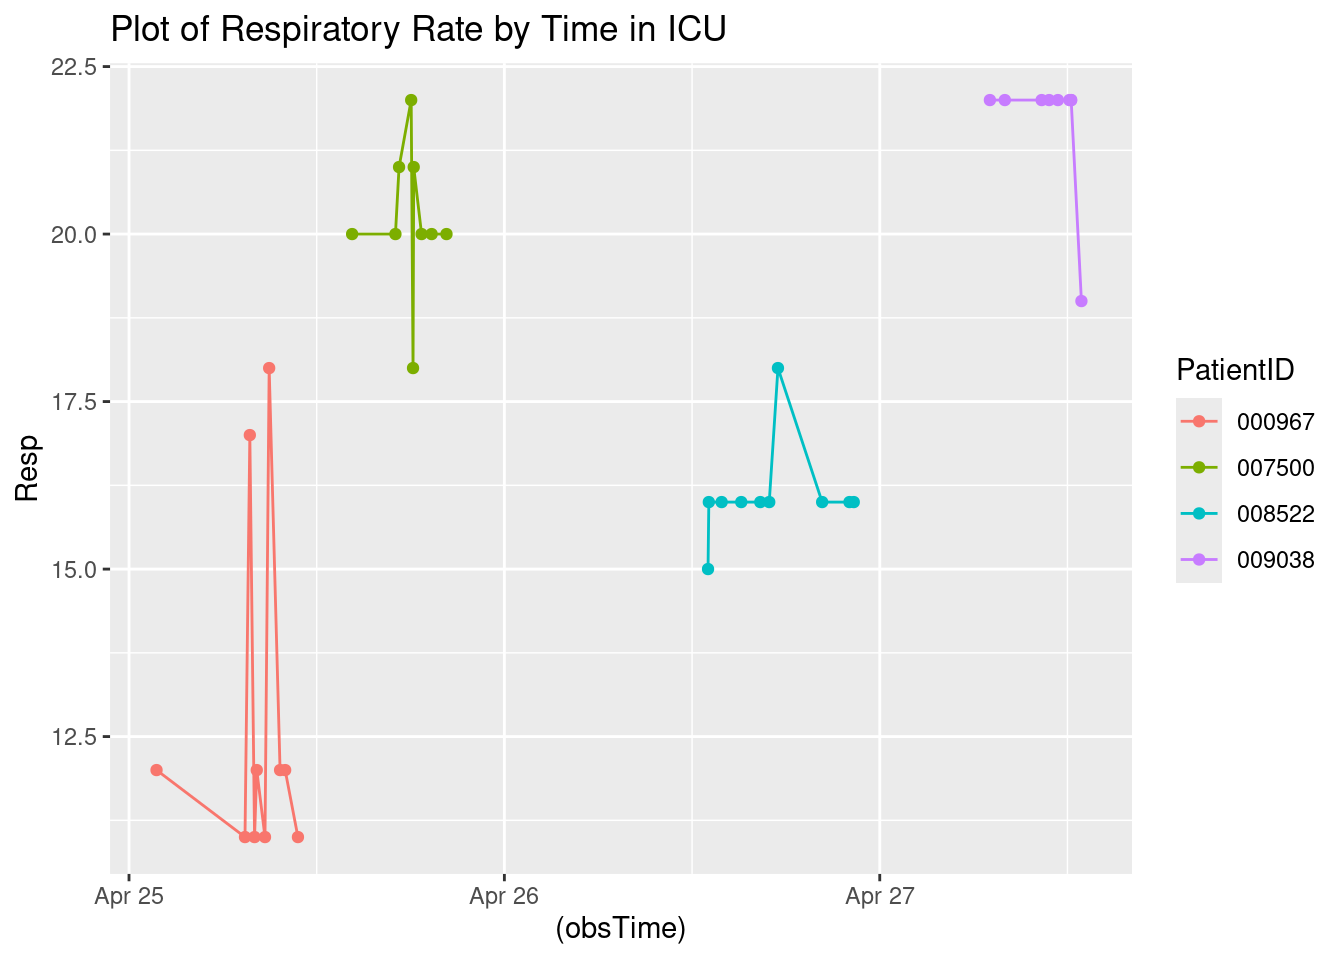 Plot of Respiratory Rate by Time in ICU
22.5
20.0
17.5
15.0
12.5
Resp
Apr 25
Apr 26
Apr 27
(obsTime)
PatientID
000967
007500
008522
009038